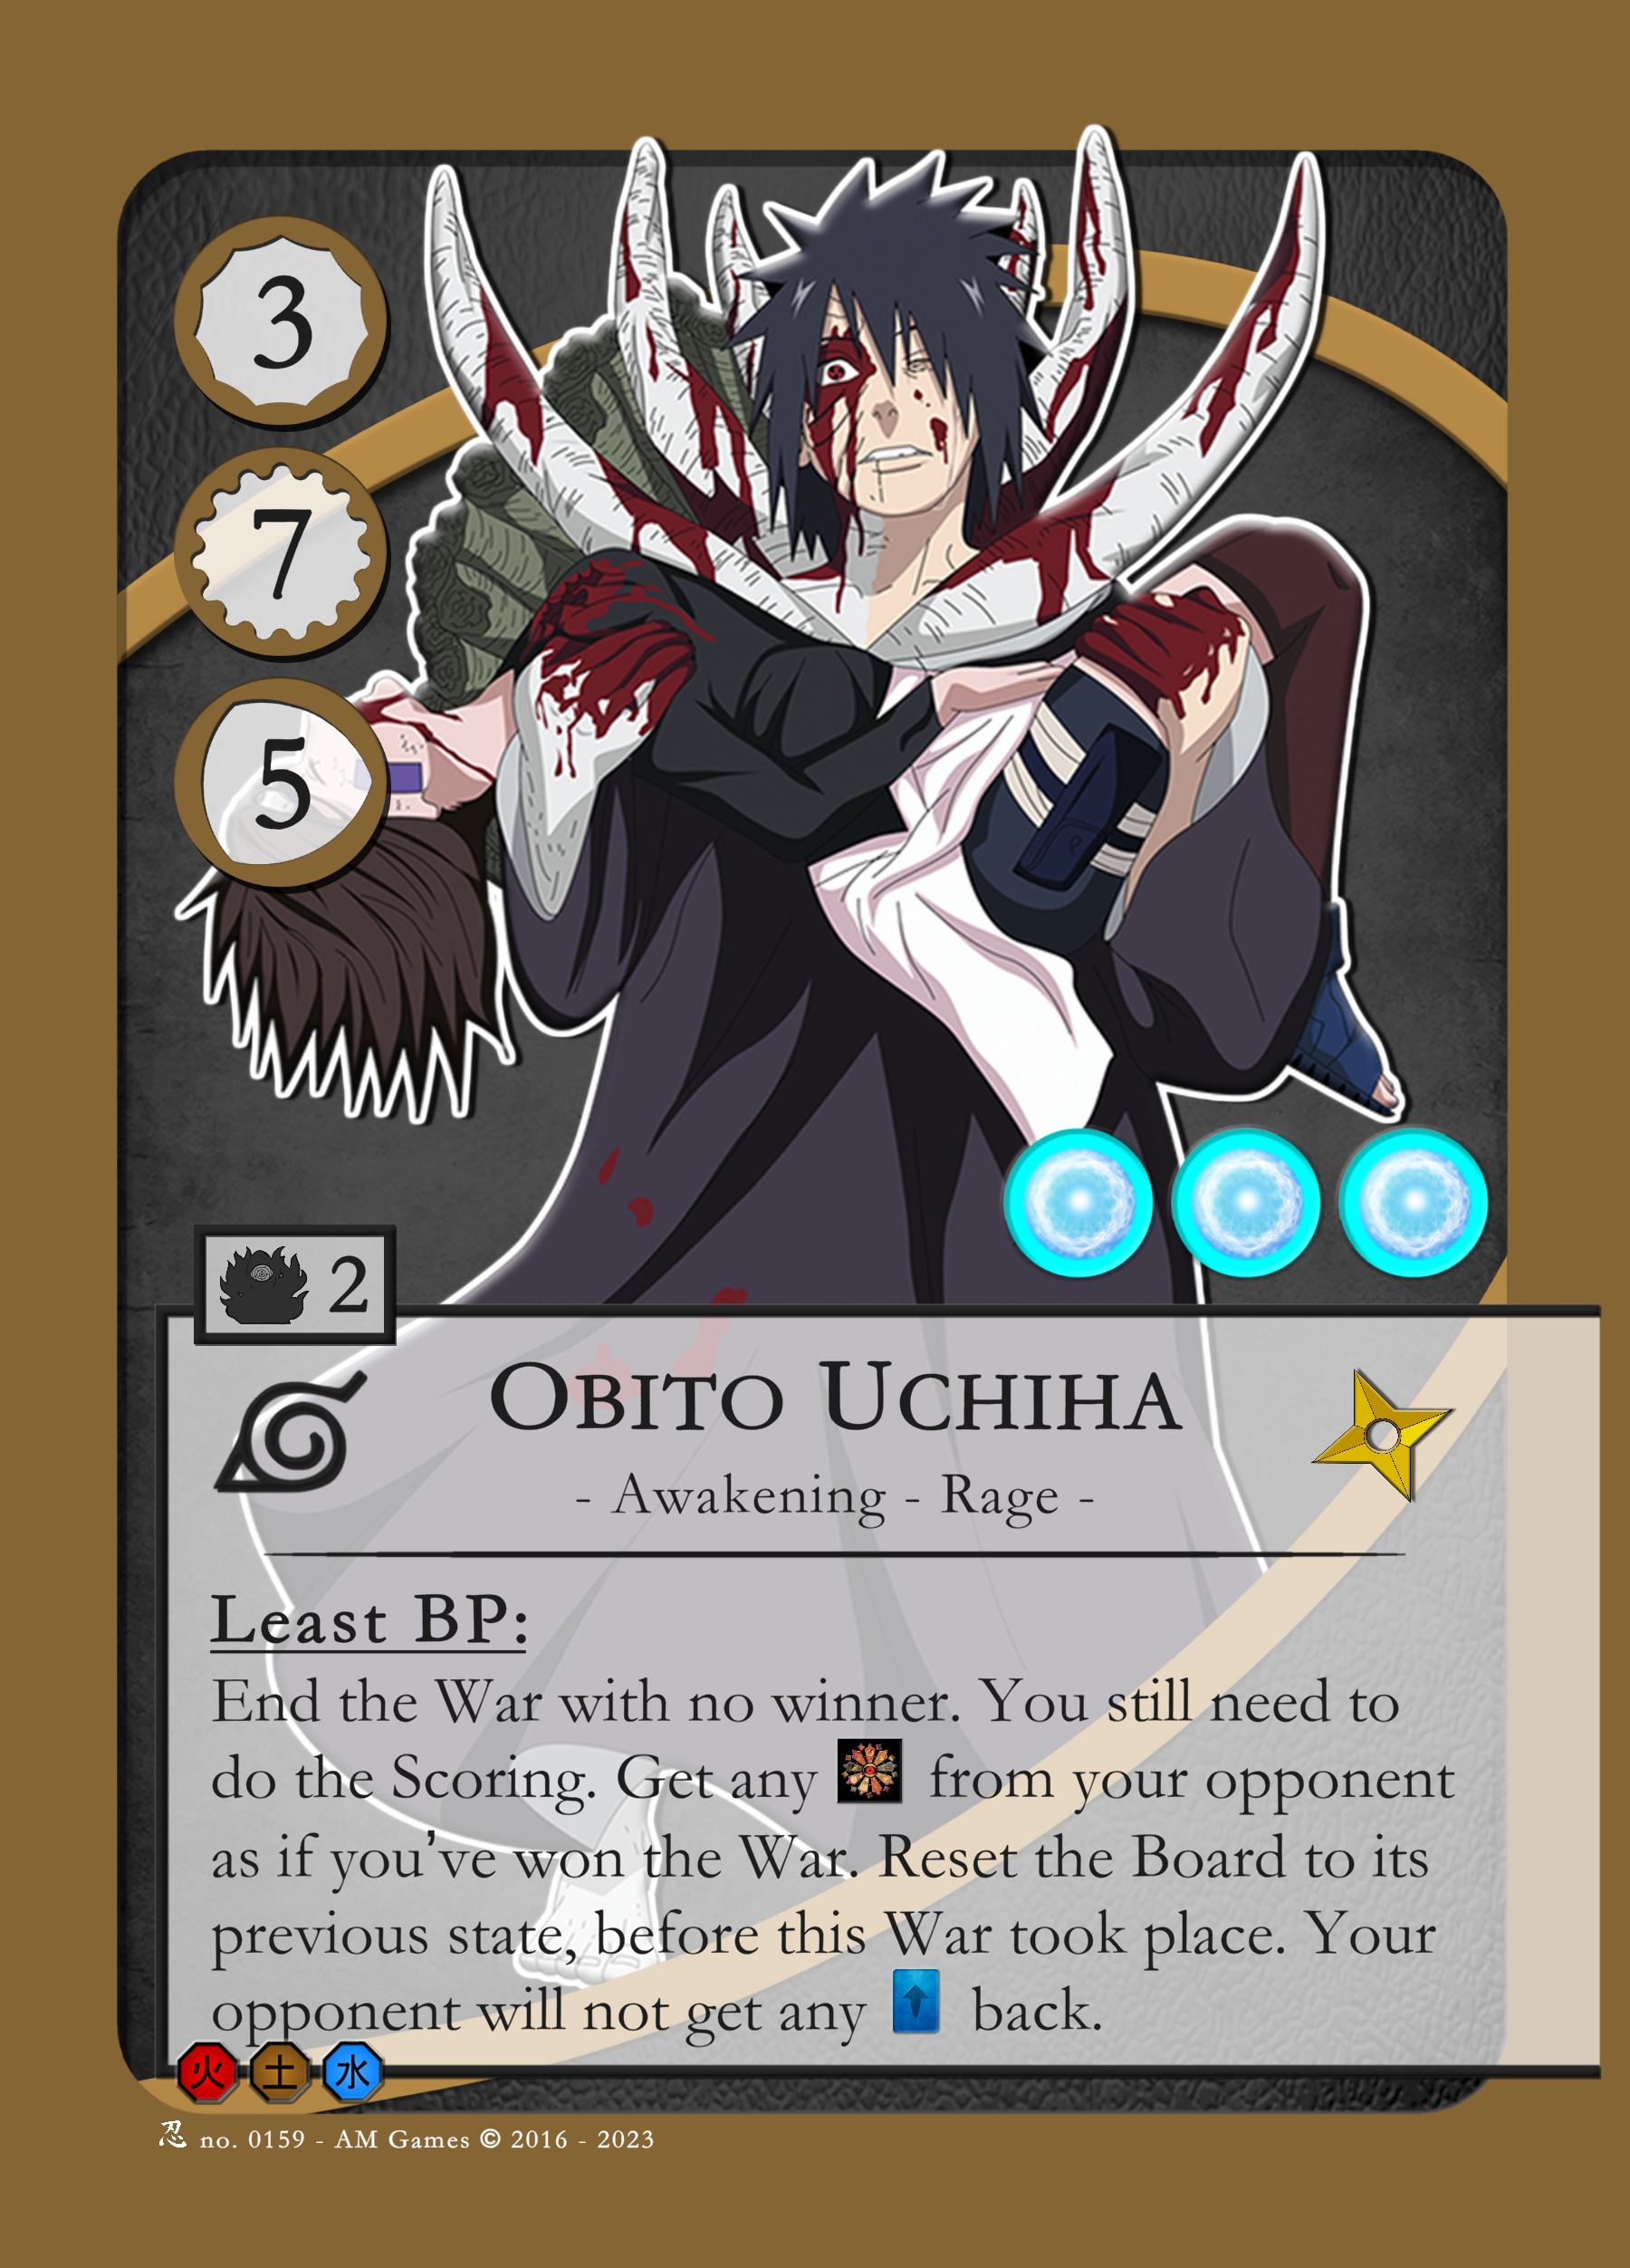 3
7
5
2
OBITO UCHIHA
- Awakening - Rage -
Least BP:
End the War with no winner. You still need to
do the Scoring. Get any from your opponent
as if you've won the War. Reset the Board to its
previous state, before this War took place. Your
opponent will not get any back.
火 土 水
忍 no. 0159 - AM Games © 2016 - 2023